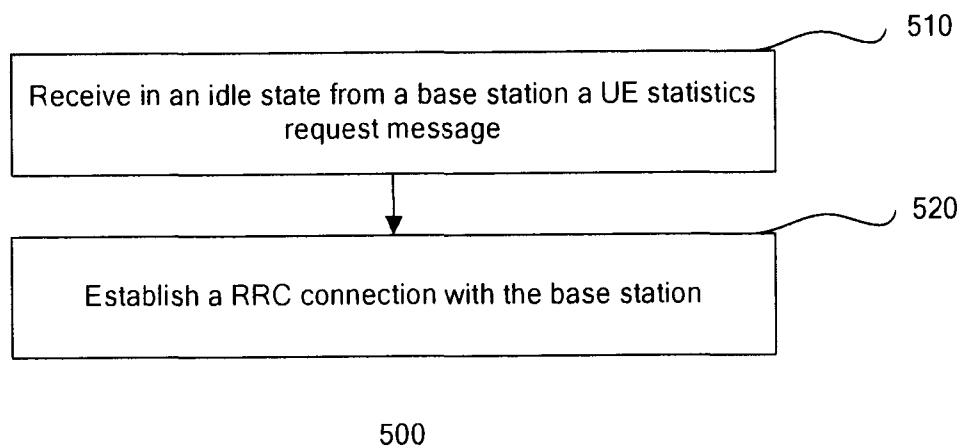 510
Receive in an idle state from a base station a UE statistics
request message
520
Establish a RRC connection with the base station
500